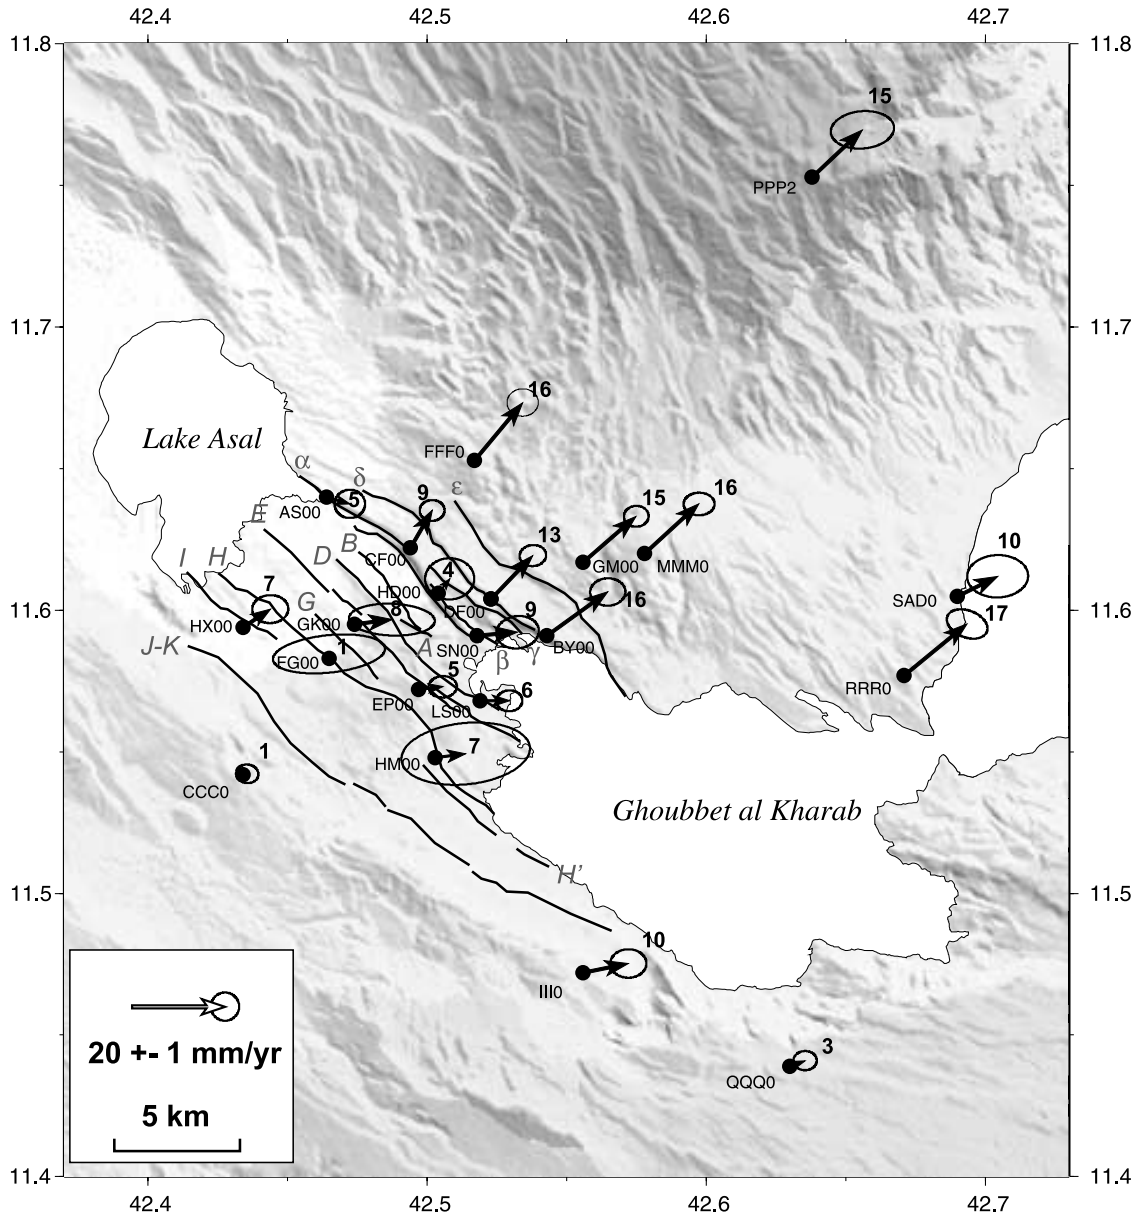 42.4 42.5 42.6 42.7
11.8 11.8
15
PPP2
11.7 11.7
16
Lake Asal
FFF0
α δ ε
9 15 16
5
AS00
E
13
B
D
CF00
GM00 MMM0
10
I H
4
HD00
7
DF00
SAD0
11.6 11.6
G
8
9
16
17
HX00 GK00
A
SN00
BY00
J-K
1
FG00
β γ
5
RRR0
EP00 LS00
6
7
HM00
1
CCC0
Ghoubbet al Kharab
H'
11.5 11.5
10
III0
20 +- 1 mm/yr
3
QQQ0
5 km
11.4 11.4
42.4 42.5 42.6 42.7